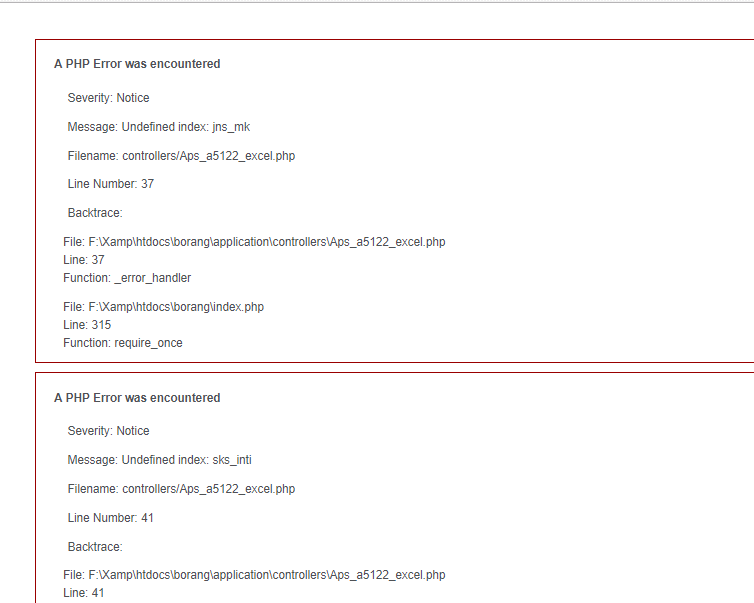 A PHP Error was encountered
Severity: Notice
Message: Undefined index: jns_mk
Filename: controllers/Aps_a5122_excel.php
Line Number: 37
Backtrace:
File: F:\Xamp\htdocs\borang\application\controllers\Aps_a5122_excel.php
Line: 37
Function: _error_handler
File: F:\Xamp\htdocs\borang\index.php
Line: 315
Function: require_once
A PHP Error was encountered
Severity: Notice
Message: Undefined index: sks_inti
Filename: controllers/Aps_a5122_excel.php
Line Number: 41
Backtrace:
File: F:\Xamp\htdocs\borang\application\controllers\Aps_a5122_excel.php
Line: 41